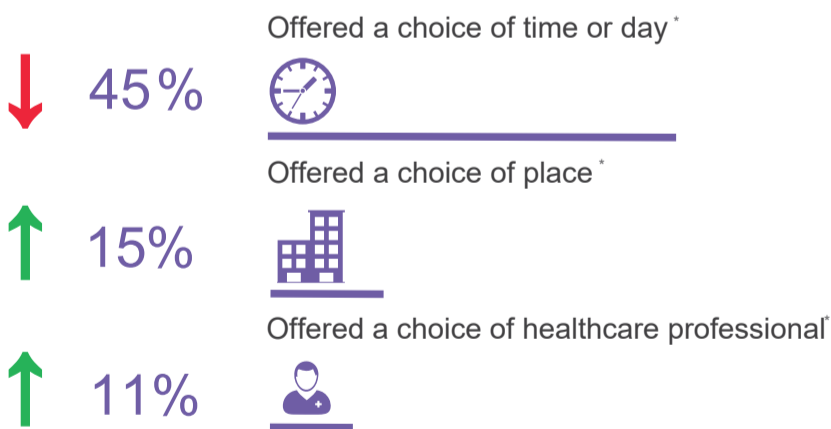 Offered a choice of time or day *
45%
Offered a choice of place *
15%
Offered a choice of healthcare professional*
11%